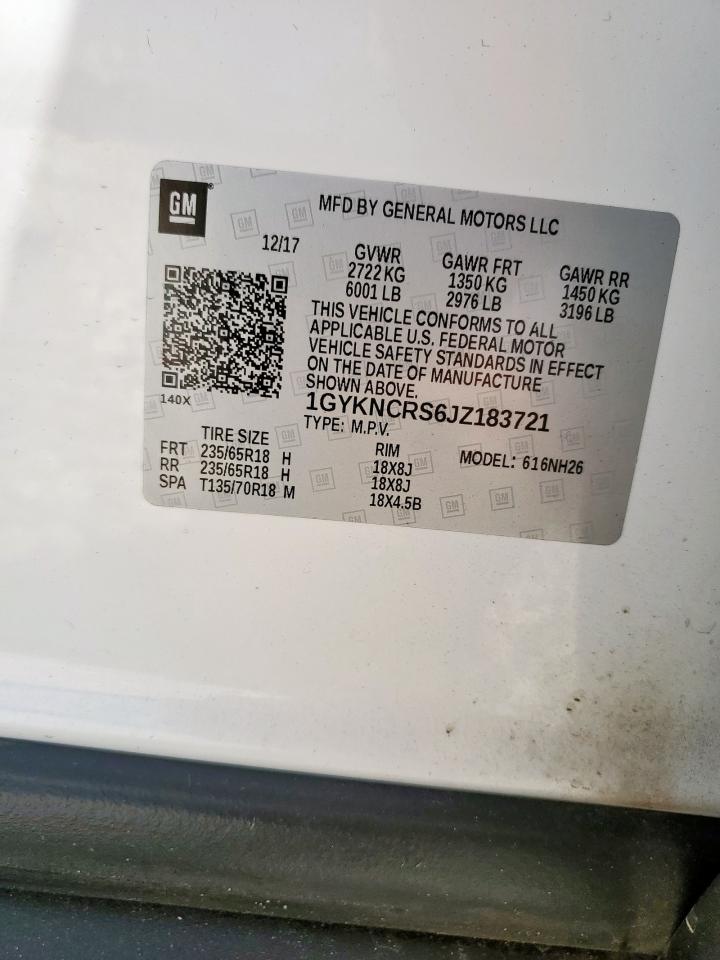 GM
MFD BY GENERAL MOTORS LLC
12/17
GVWR GAWR FRT GAWR RR
2722 KG 1350 KG 1450 KG
6001 LB 2976 LB 3196 LB
THIS VEHICLE CONFORMS TO ALL
APPLICABLE U.S. FEDERAL MOTOR
VEHICLE SAFETY STANDARDS IN EFFECT
ON THE DATE OF MANUFACTURE
SHOWN ABOVE.
140X
1GYKNCRS6JZ183721
TYPE: M.P.V.
TIRE SIZE RIM MODEL: 616NH26
FRT 235/65R18 H 18X8J
RR 235/65R18 H 18X8J
SPA T135/70R18 M 18X4.5B